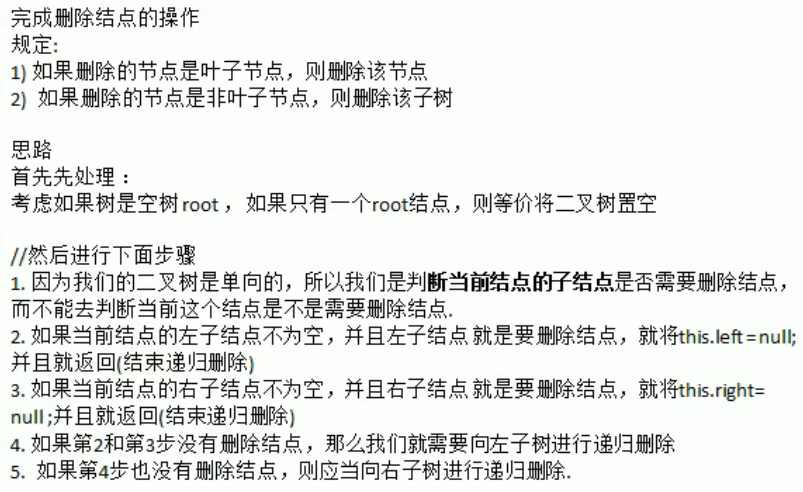 完成删除结点的操作
规定:
1) 如果删除的节点是叶子节点，则删除该节点
2) 如果删除的节点是非叶子节点，则删除该子树
思路
首先先处理：
考虑如果树是空树root，如果只有一个root结点，则等价将二叉树置空
//然后进行下面步骤
1. 因为我们的二叉树是单向的，所以我们是判断当前结点的子结点是否需要删除结点，
而不能去判断当前这个结点是不是需要删除结点.
2. 如果当前结点的左子结点不为空，并且左子结点 就是要删除结点，就将this.left=null;
并且就返回(结束递归删除)
3. 如果当前结点的右子结点不为空，并且右子结点 就是要删除结点，就将this.right=
null ;并且就返回(结束递归删除)
4. 如果第2和第3步没有删除结点，那么我们就需要向左子树进行递归删除
5. 如果第4步也没有删除结点，则应当向右子树进行递归删除.